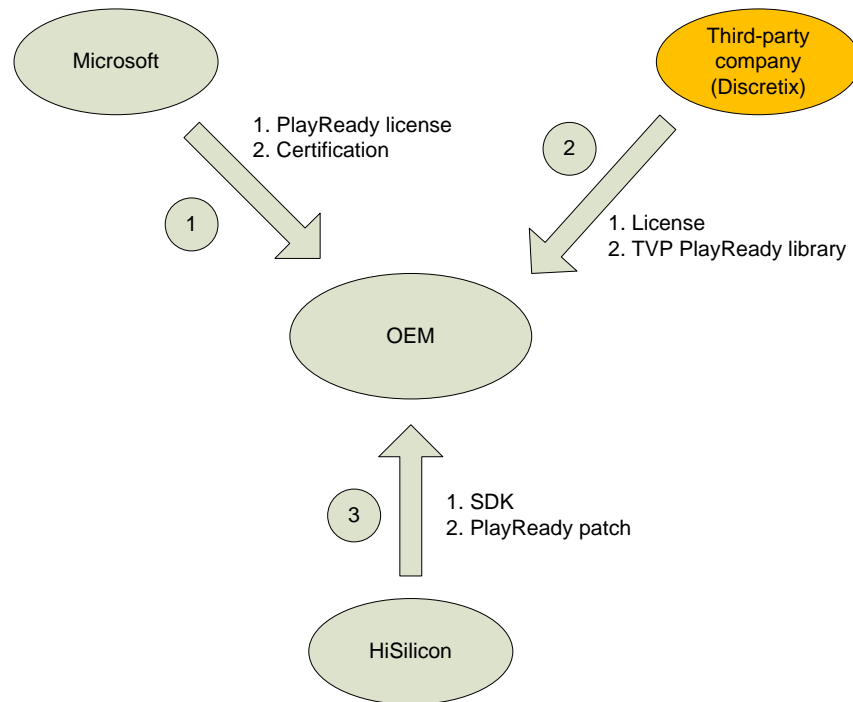 Microsoft
Third-party
company
(Discretix)
1. PlayReady license
2. Certification
1
2
1. License
2. TVP PlayReady library
OEM
3
1. SDK
2. PlayReady patch
HiSilicon